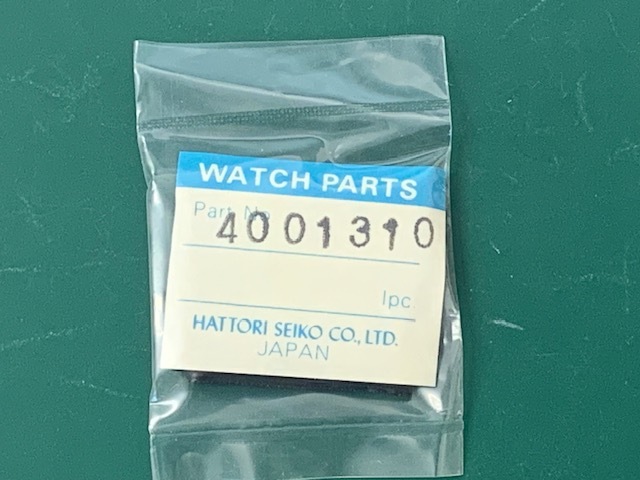 WATCH PARTS
Part No
4001310
1pc
HATTORI SEIKO CO., LTD.
JAPAN